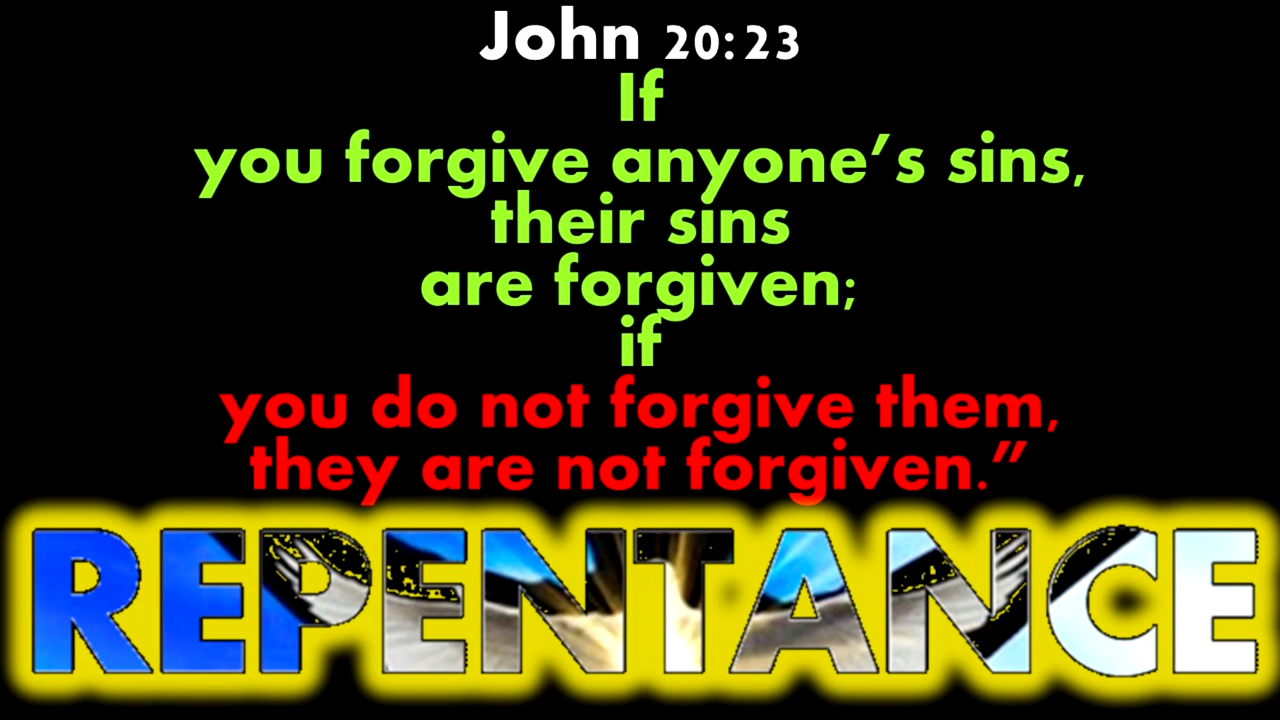 John 20:23
If
you forgive anyone’s sins,
their sins
are forgiven;
if
you do not forgive them,
they are not forgiven.”
REPENTANCE